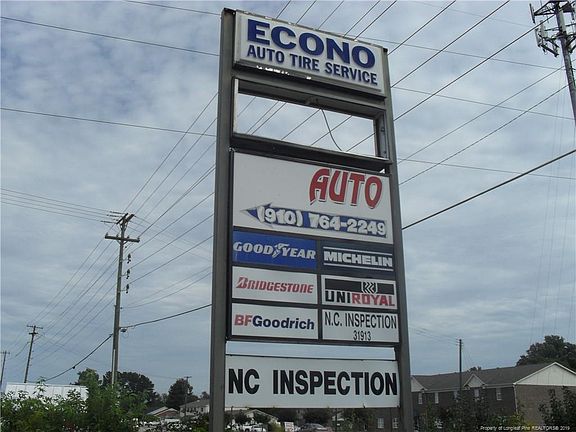 ECONO
AUTO TIRE SERVICE
AUTO
(910) 764-2249
GOODYEAR
MICHELIN
BRIDGESTONE
UNIROYAL
BFGoodrich
N.C. INSPECTION
31913
NC INSPECTION
Property of Longleaf Pine REALTORS® 2019